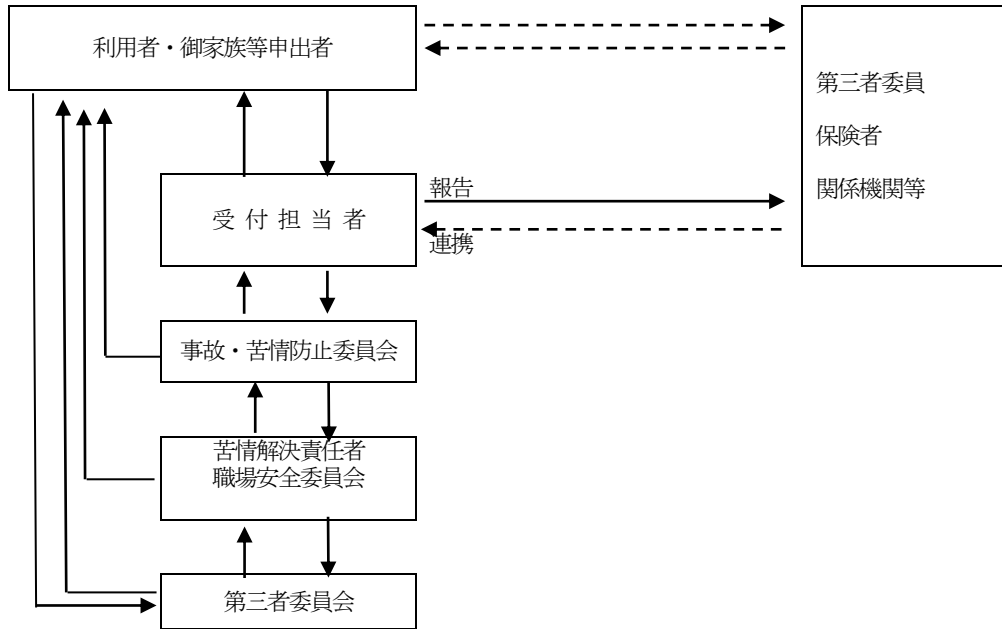 利用者・御家族等申出者
第三者委員
保険者
関係機関等
報告
受 付 担 当 者
連携
事故・苦情防止委員会
苦情解決責任者
職場安全委員会
第三者委員会